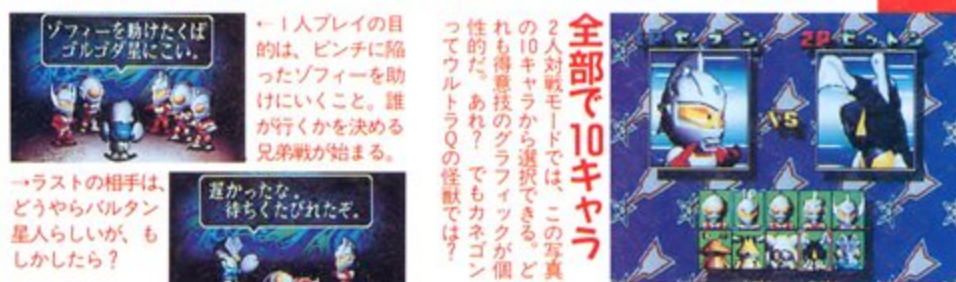 全部で10キャラ
2人対戦モードでは、この写真
の10キャラから選択できる。ど
れも得意技のグラフィックが個
性的だ。あれ? でもカネゴン
ってウルトラQの怪獣では?
1P セブン
2P ゼットン
VS
ゾフィーを助けたくば
ゴルゴダ星にこい。
←1人プレイの目
的は、ピンチに陥
ったゾフィーを助
けにいくこと。誰
が行くかを決める
兄弟戦が始まる。
→ラストの相手は、
どうやらバルタン
星人らしいが、も
しかしたら?
遅かったな。
待ちくたびれたぞ。